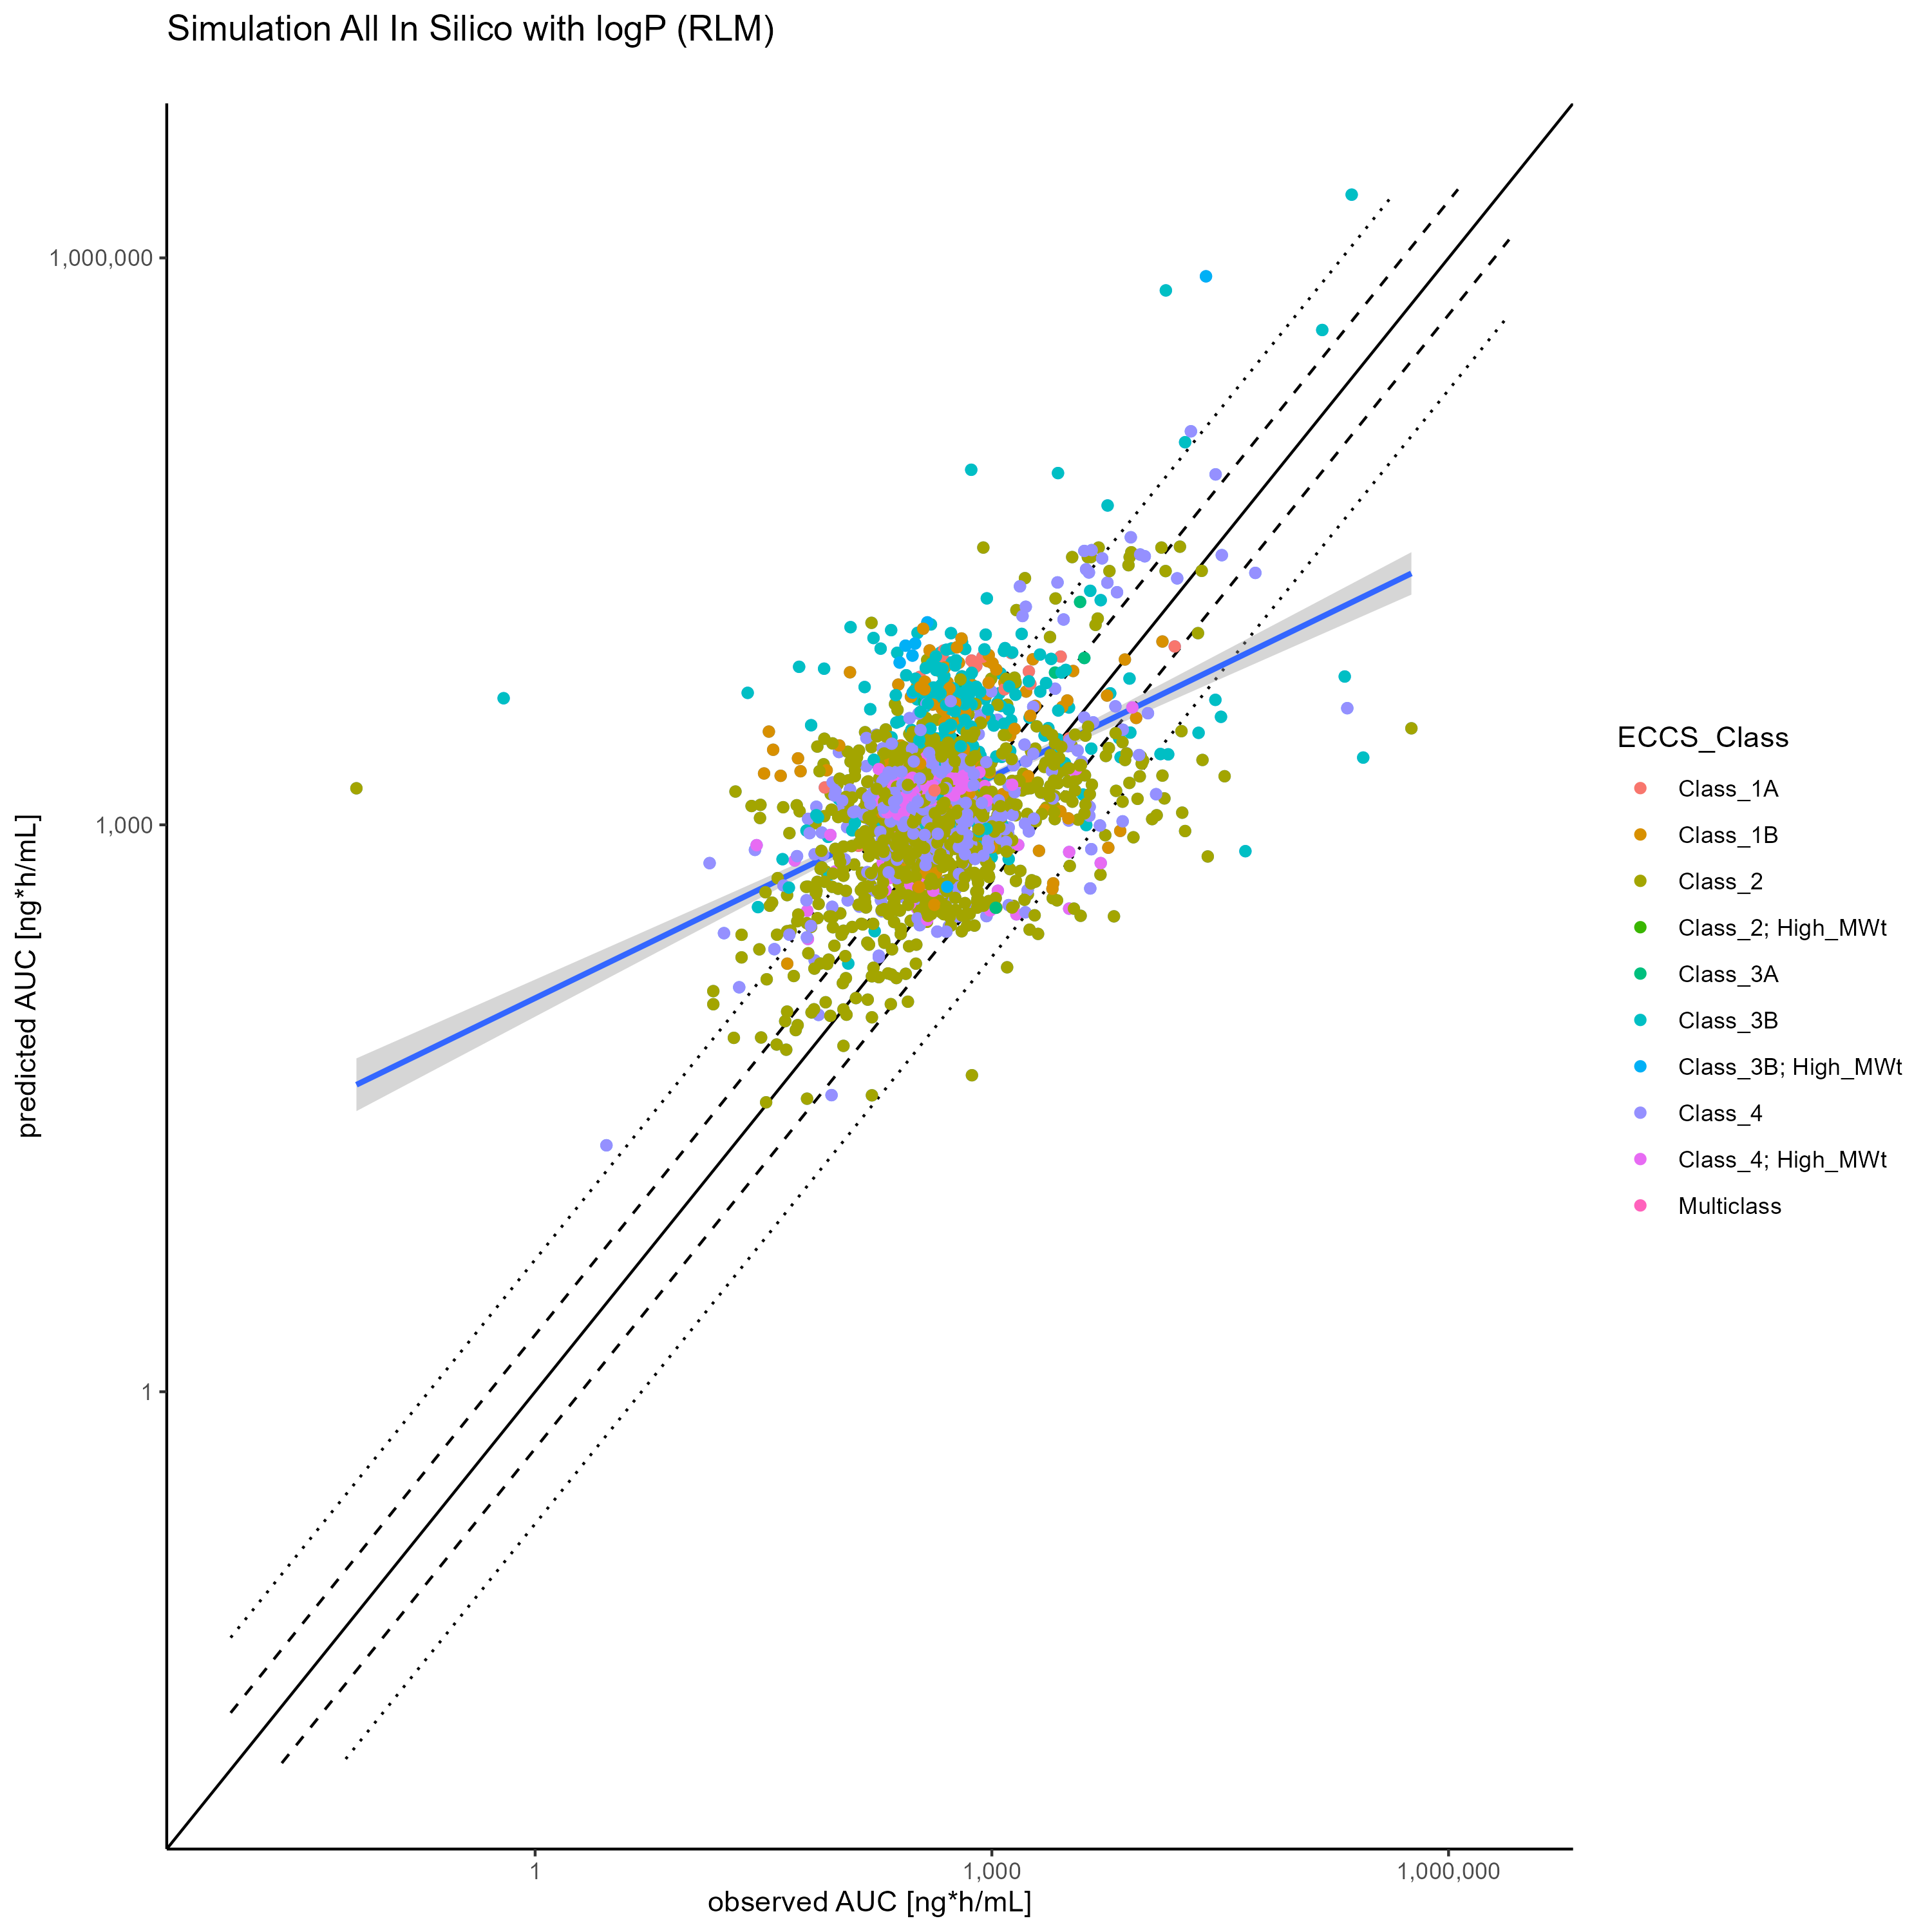 Simulation All In Silico with logP (RLM)
predicted AUC [ng*h/mL]
1,000,000
1,000
1
1
1,000
1,000,000
observed AUC [ng*h/mL]
ECCS_Class
Class_1A
Class_1B
Class_2
Class_2; High_MWt
Class_3A
Class_3B
Class_3B; High_MWt
Class_4
Class_4; High_MWt
Multiclass